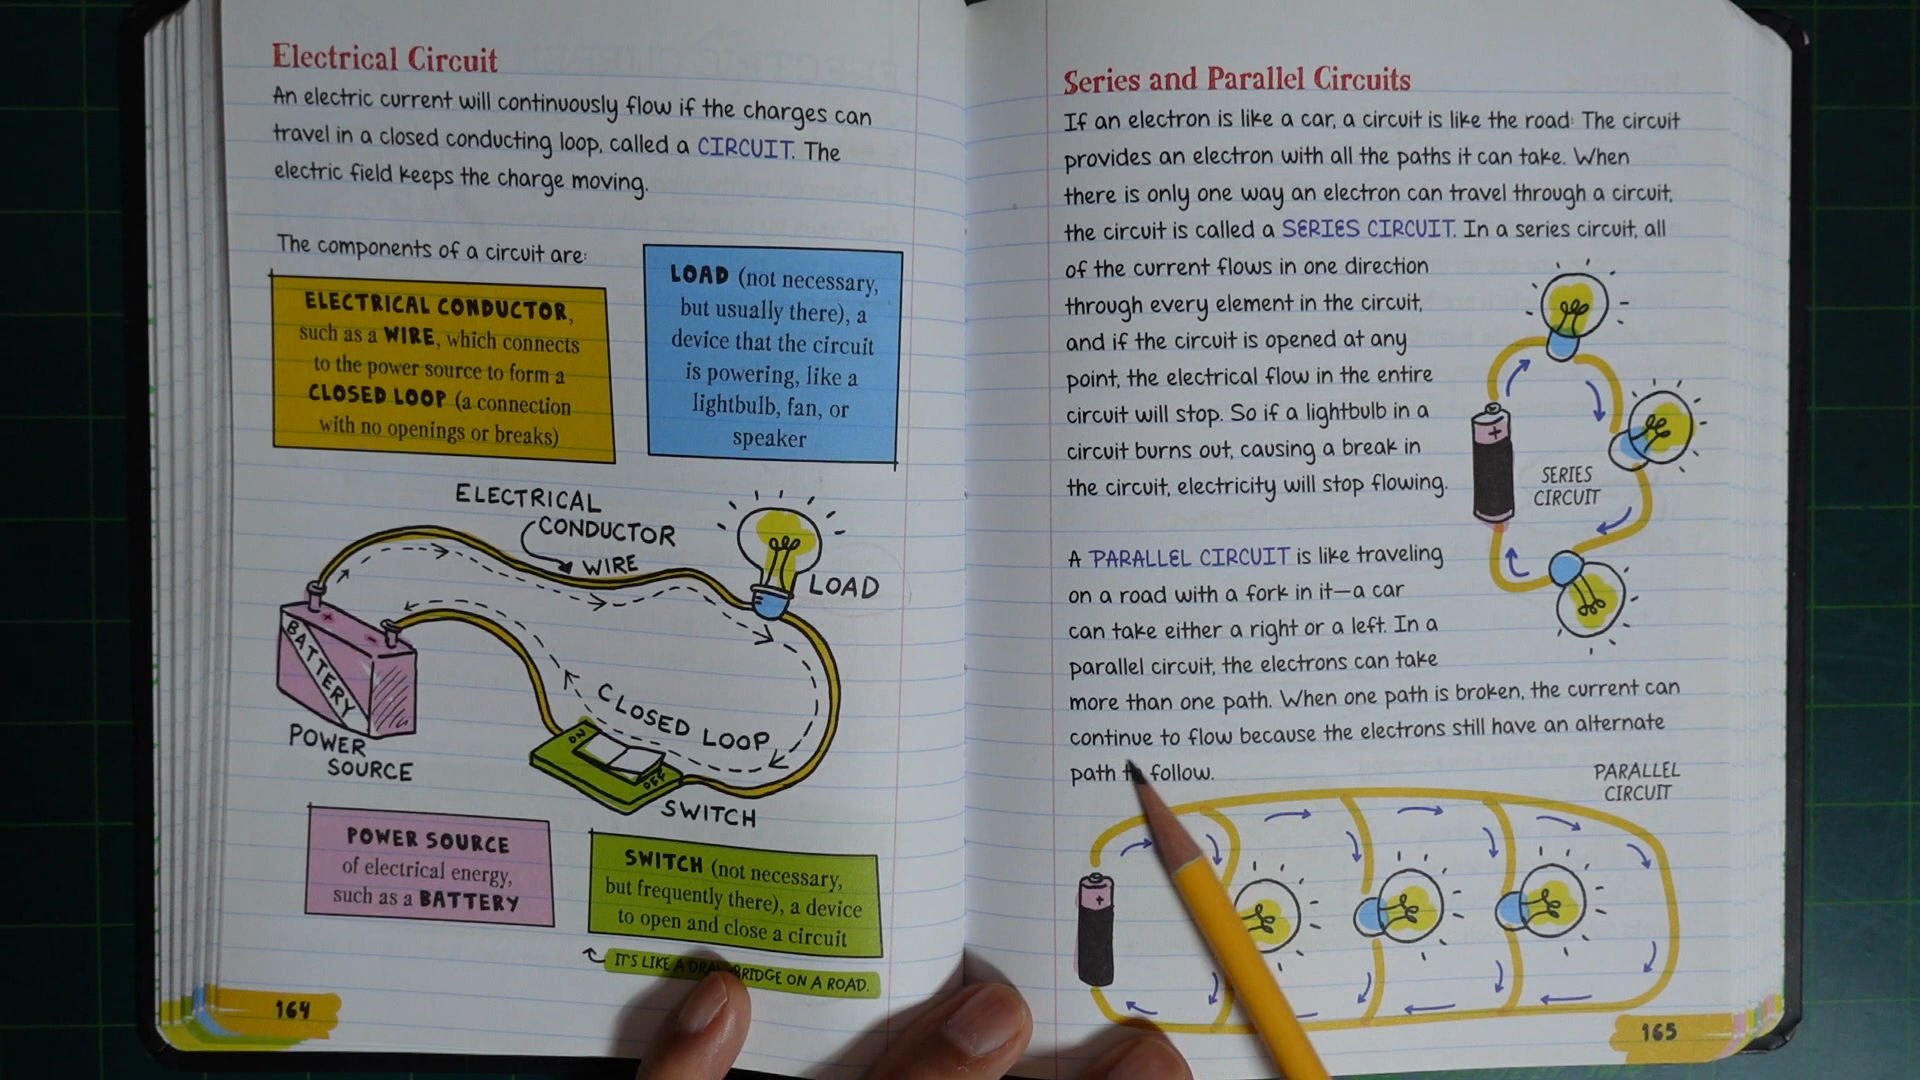 Electrical Circuit
An electric current will continuously flow if the charges can
travel in a closed conducting loop, called a CIRCUIT. The
electric field keeps the charge moving.
The components of a circuit are:
ELECTRICAL CONDUCTOR,
such as a WIRE, which connects
to the power source to form a
CLOSED LOOP (a connection
with no openings or breaks)
LOAD (not necessary,
but usually there), a
device that the circuit
is powering, like a
lightbulb, fan, or
speaker
ELECTRICAL
CONDUCTOR
WIRE
LOAD
BATTERY
+
-
POWER
SOURCE
CLOSED LOOP
ON
OFF
SWITCH
POWER SOURCE
of electrical energy,
such as a BATTERY
SWITCH (not necessary,
but frequently there), a device
to open and close a circuit
IT'S LIKE A DRAWBRIDGE ON A ROAD.
164
Series and Parallel Circuits
If an electron is like a car, a circuit is like the road: The circuit
provides an electron with all the paths it can take. When
there is only one way an electron can travel through a circuit,
the circuit is called a SERIES CIRCUIT. In a series circuit, all
of the current flows in one direction
through every element in the circuit,
and if the circuit is opened at any
point, the electrical flow in the entire
circuit will stop. So if a lightbulb in a
circuit burns out, causing a break in
the circuit, electricity will stop flowing.
+
SERIES
CIRCUIT
A PARALLEL CIRCUIT is like traveling
on a road with a fork in it—a car
can take either a right or a left. In a
parallel circuit, the electrons can take
more than one path. When one path is broken, the current can
continue to flow because the electrons still have an alternate
path to follow.
PARALLEL
CIRCUIT
+
165